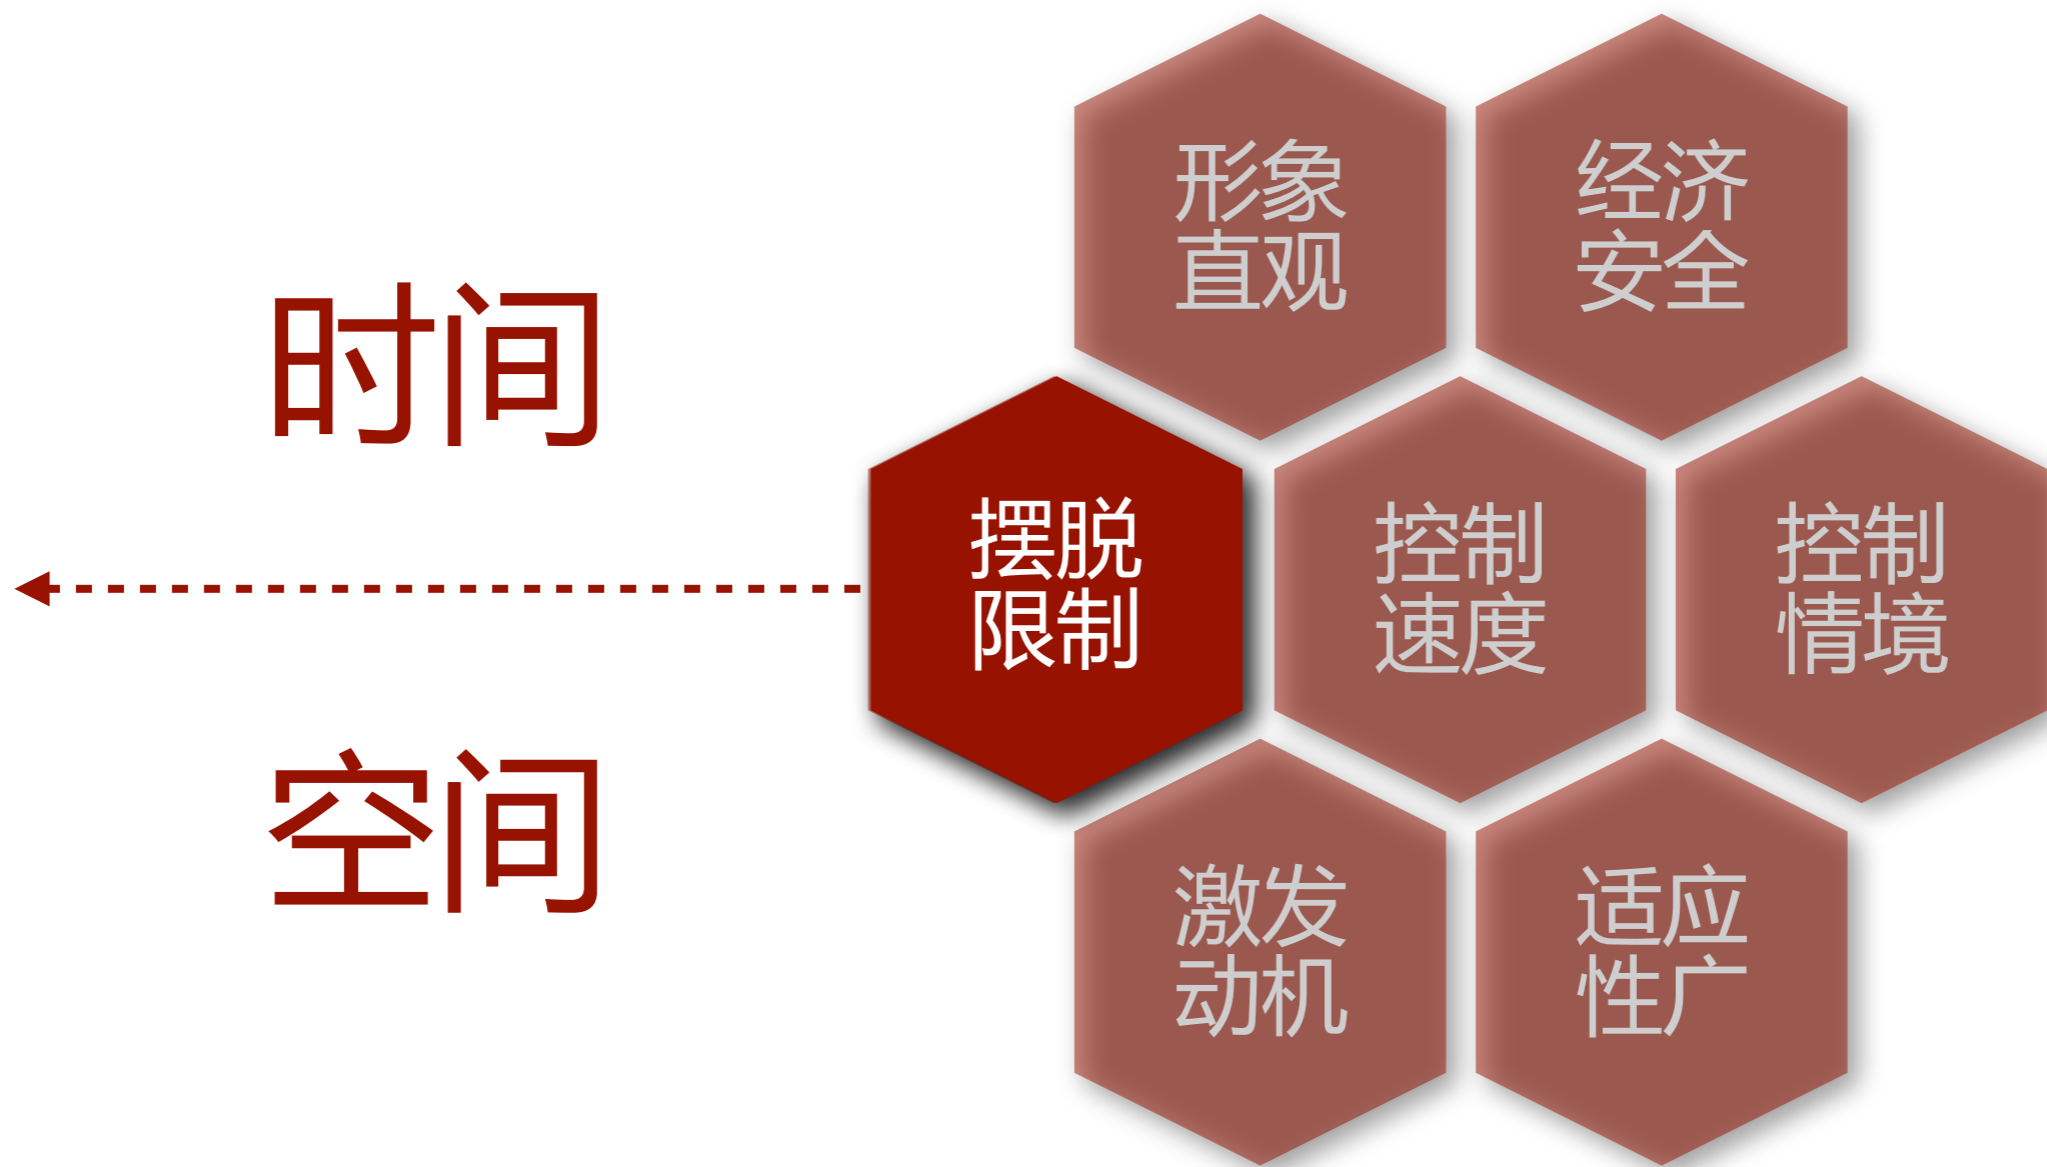 时间
空间
形象
直观
经济
安全
摆脱
限制
控制
速度
控制
情境
激发
动机
适应
性广